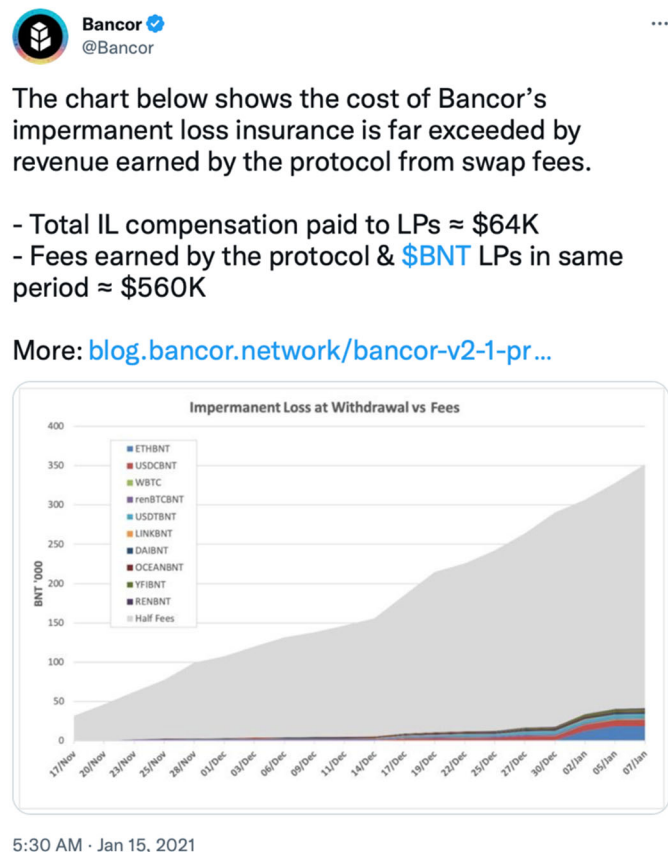 Bancor
@Bancor
The chart below shows the cost of Bancor’s
impermanent loss insurance is far exceeded by
revenue earned by the protocol from swap fees.
- Total IL compensation paid to LPs ≈ $64K
- Fees earned by the protocol & $BNT LPs in same
period ≈ $560K
More: blog.bancor.network/bancor-v2-1-pr...
Impermanent Loss at Withdrawal vs Fees
400
350
300
250
200
150
100
50
0
BNT '000
ETHBNT
USDCBNT
WBTC
renBTCBNT
USDTBNT
LINKBNT
DAIBNT
OCEANBNT
YFIBNT
RENBNT
Half Fees
17/Nov
20/Nov
23/Nov
25/Nov
28/Nov
01/Dec
03/Dec
06/Dec
09/Dec
11/Dec
14/Dec
17/Dec
19/Dec
22/Dec
25/Dec
27/Dec
30/Dec
02/Jan
05/Jan
07/Jan
5:30 AM · Jan 15, 2021